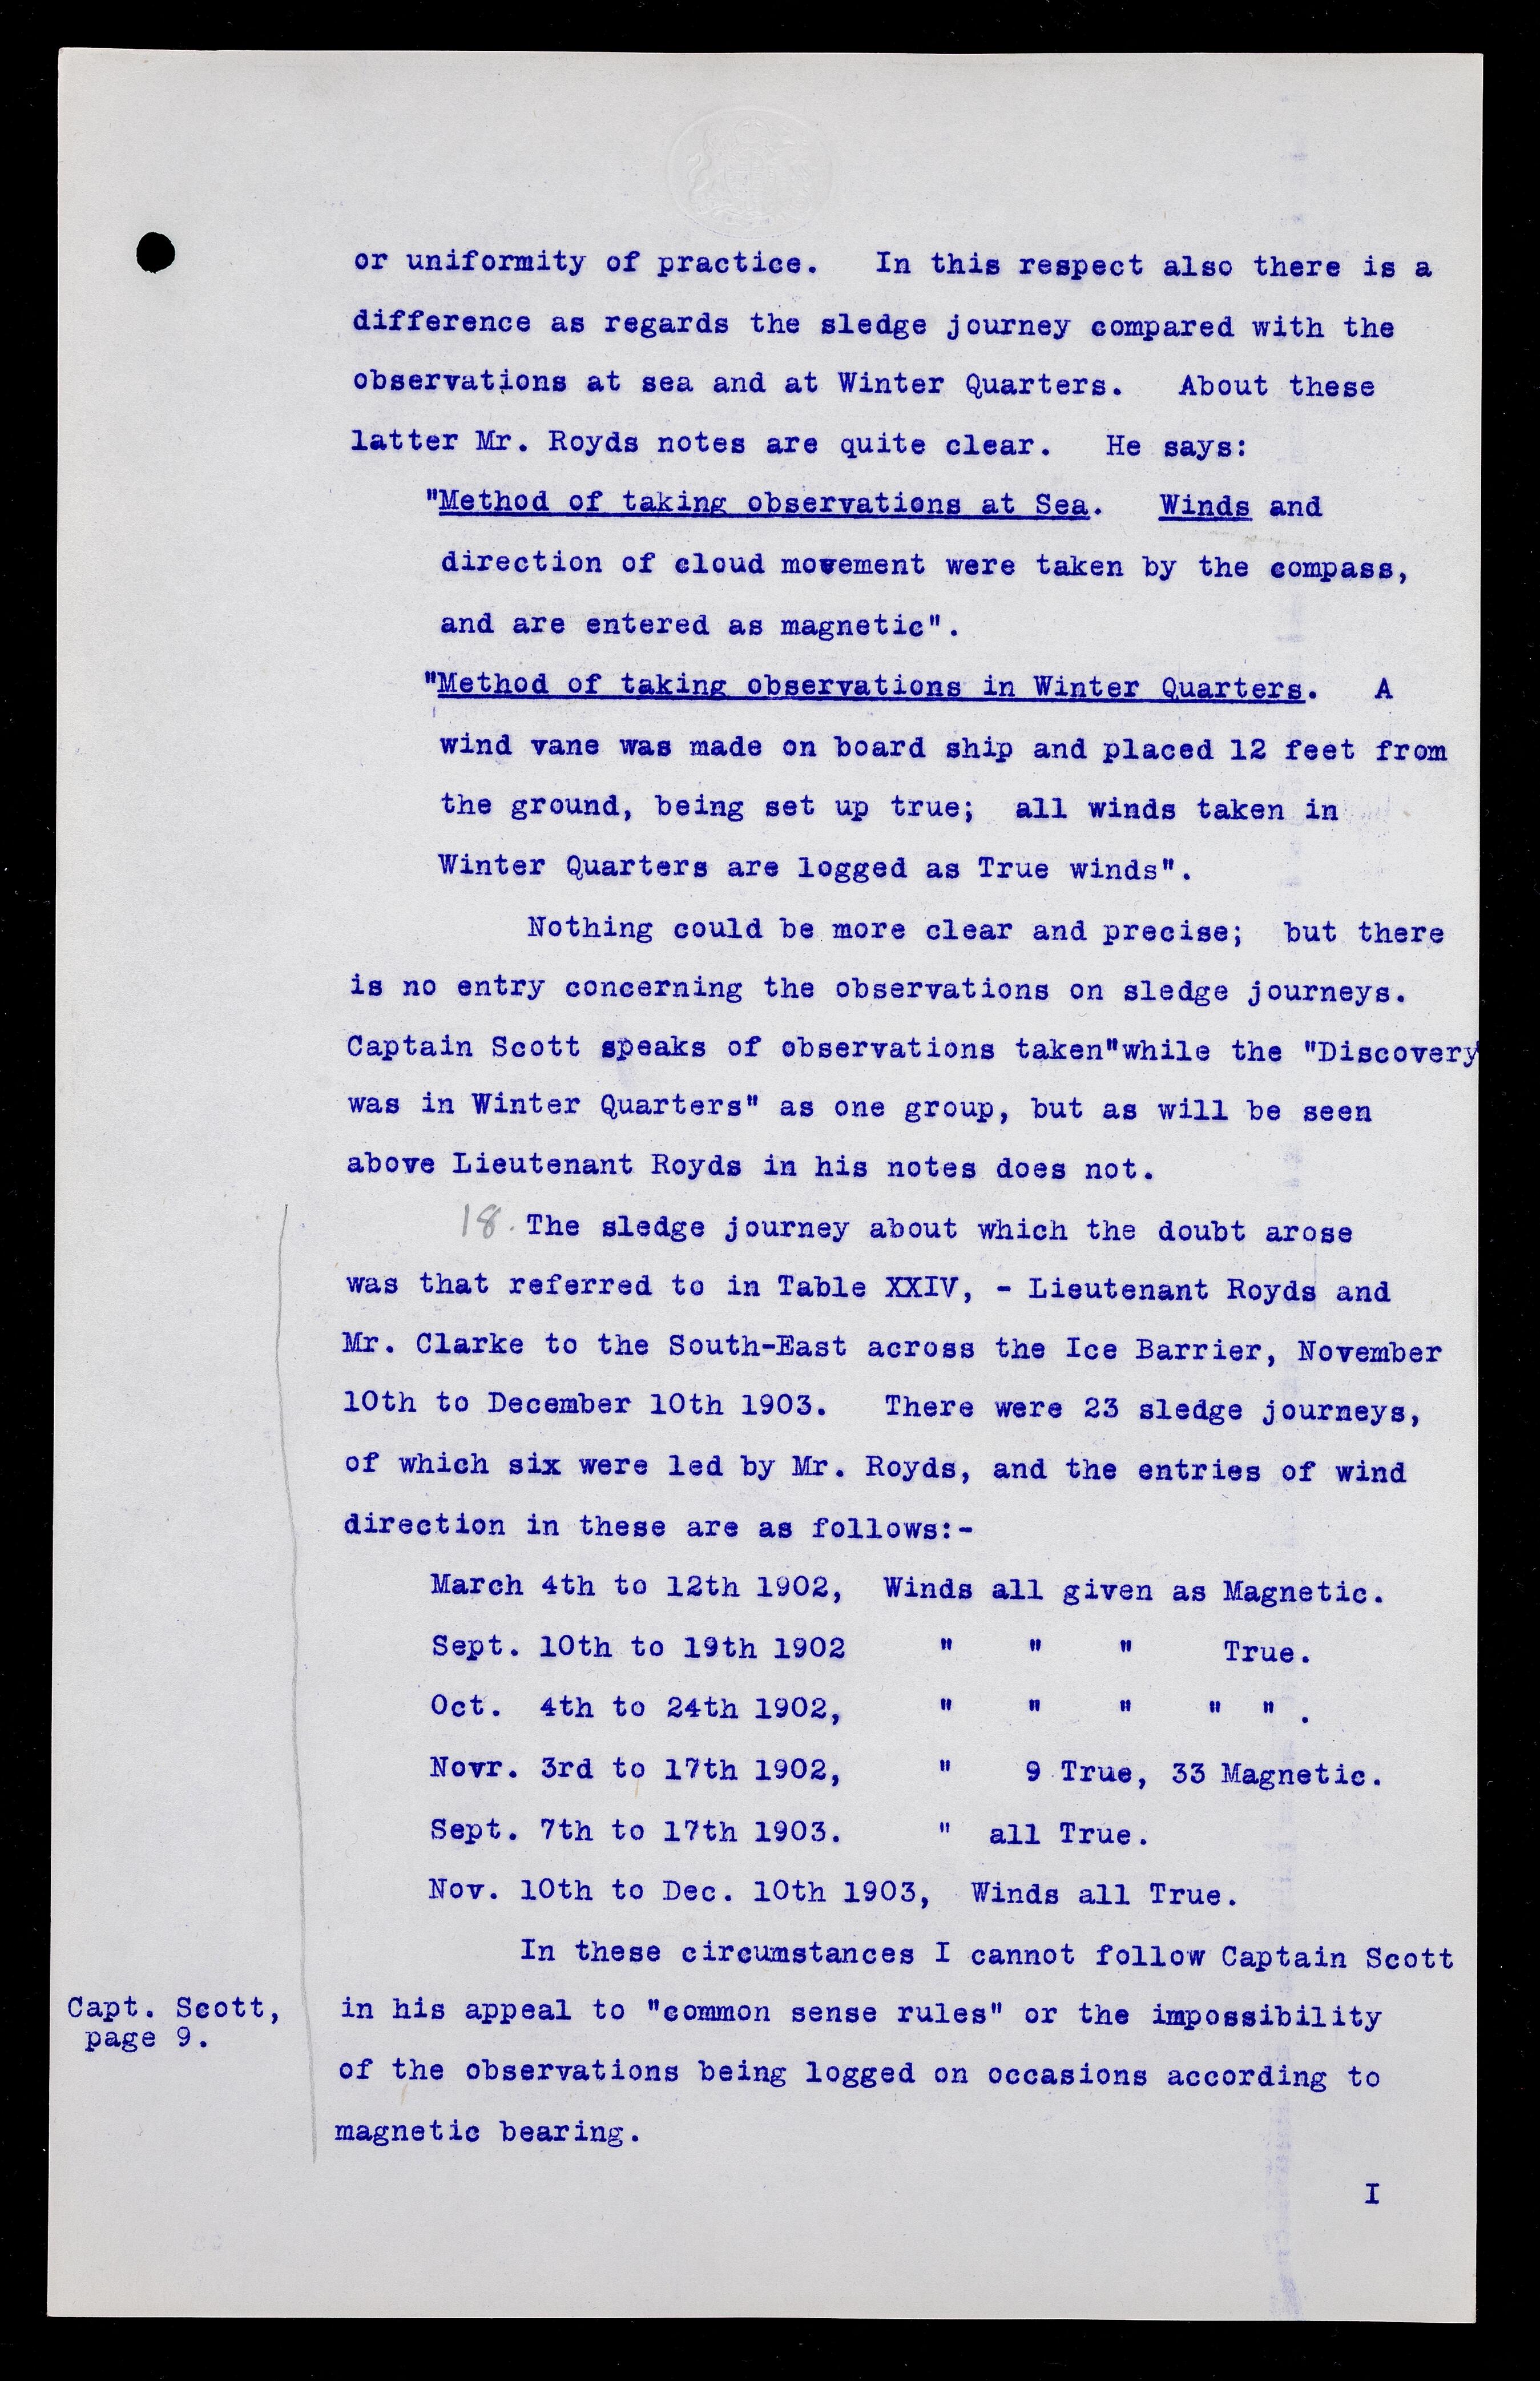 or uniformity of practice.   In this respect also there is a
difference as regards the sledge journey compared with the
observations at sea and at Winter Quarters.   About these
latter Mr. Royds notes are quite clear.   He says:
"Method of taking observations at Sea.   Winds and
direction of cloud movement were taken by the compass,
and are entered as magnetic".
"Method of taking observations in Winter Quarters.   A
wind vane was made on board ship and placed 12 feet from
the ground, being set up true;  all winds taken in
Winter Quarters are logged as True winds".
Nothing could be more clear and precise;  but there
is no entry concerning the observations on sledge journeys.
Captain Scott speaks of observations taken"while the "Discovery
was in Winter Quarters" as one group, but as will be seen
above Lieutenant Royds in his notes does not.
18. The sledge journey about which the doubt arose
was that referred to in Table XXIV, - Lieutenant Royds and
Mr. Clarke to the South-East across the Ice Barrier, November
10th to December 10th 1903.   There were 23 sledge journeys,
of which six were led by Mr. Royds, and the entries of wind
direction in these are as follows:-
March 4th to 12th 1902,  Winds all given as Magnetic.
Sept. 10th to 19th 1902     "    "    "     True.
Oct.  4th to 24th 1902,     "    "    "    "  " .
Novr. 3rd to 17th 1902,     "    9 True, 33 Magnetic.
Sept. 7th to 17th 1903.     "  all True.
Nov. 10th to Dec. 10th 1903,  Winds all True.
In these circumstances I cannot follow Captain Scott
Capt. Scott,
page 9.
in his appeal to "common sense rules" or the impossibility
of the observations being logged on occasions according to
magnetic bearing.
I